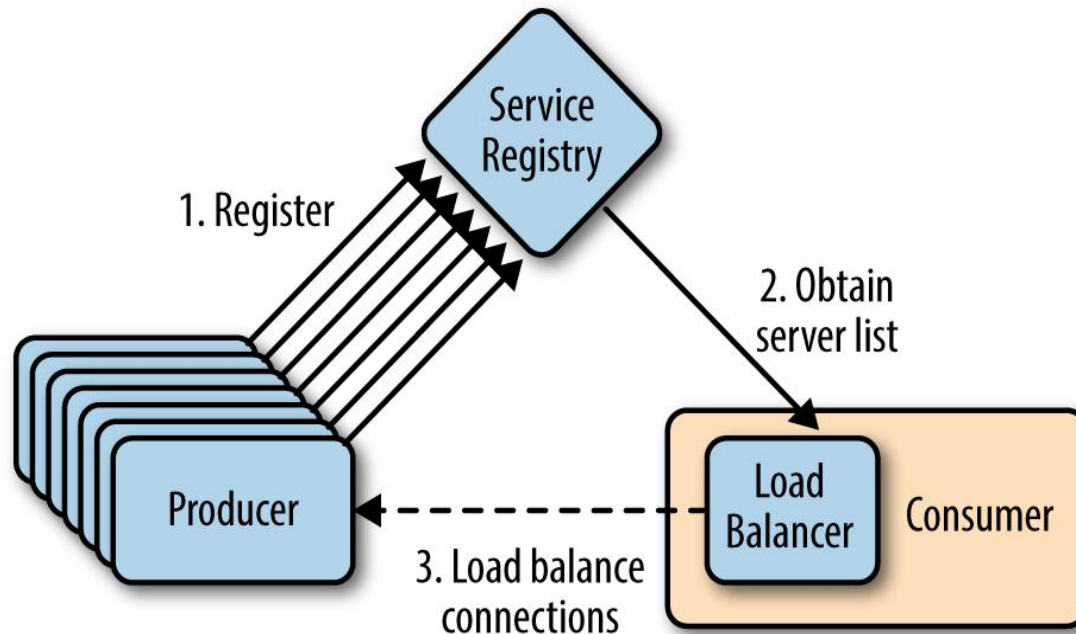 Service
Registry
1. Register
2. Obtain
server list
Producer
Load
Balancer
Consumer
3. Load balance
connections